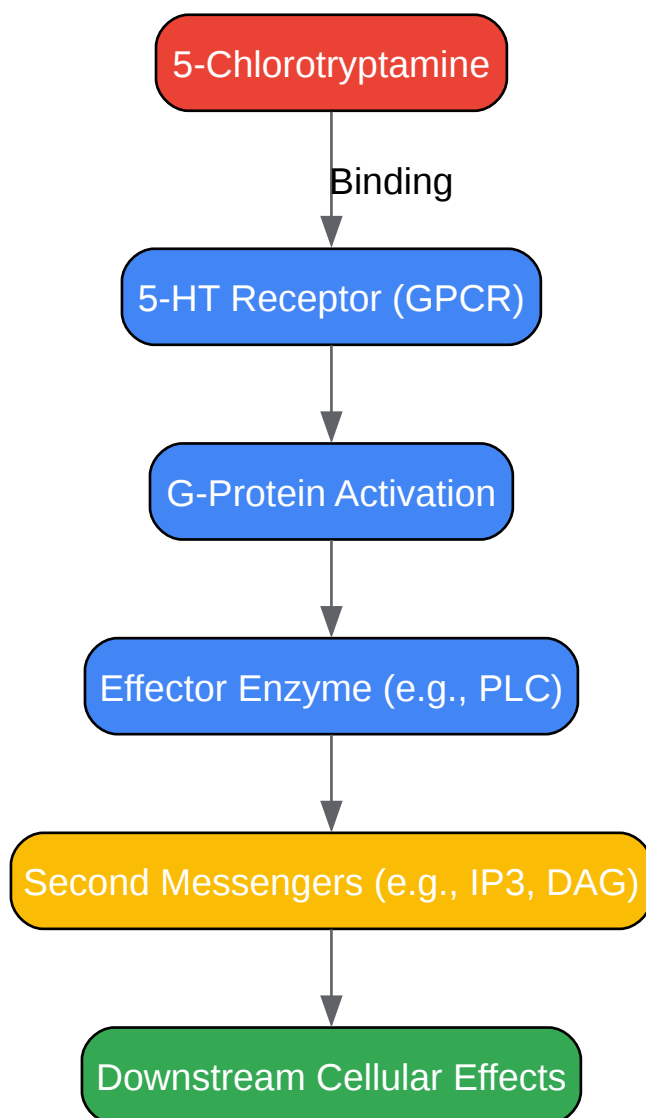 5-Chlorotryptamine
Binding
5-HT Receptor (GPCR)
G-Protein Activation
Effector Enzyme (e.g., PLC)
Second Messengers (e.g., IP3, DAG)
Downstream Cellular Effects